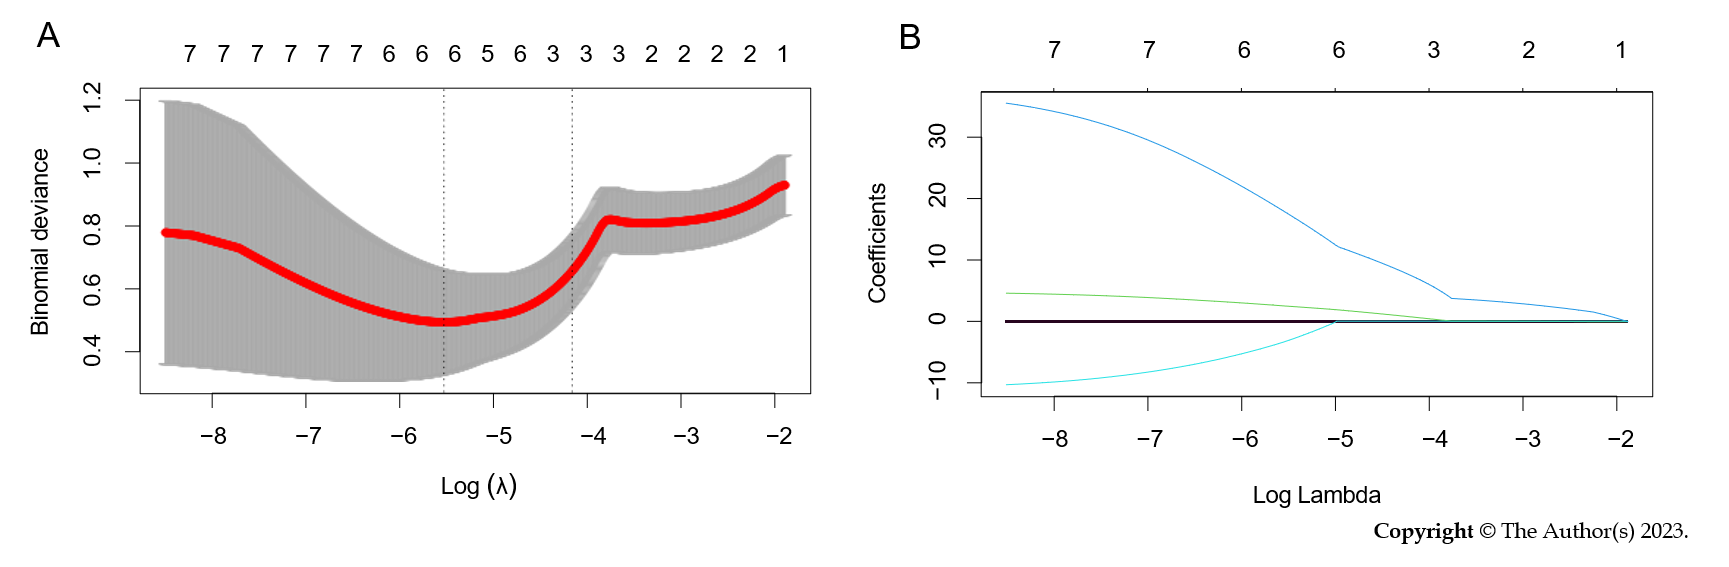 A
7 7 7 7 7 7 6 6 6 5 6 3 3 3 2 2 2 2 1
Binomial deviance
1.2
1.0
0.8
0.6
0.4
−8 −7 −6 −5 −4 −3 −2
Log (λ)
B
7 7 6 6 3 2 1
Coefficients
30
20
10
0
−10
−8 −7 −6 −5 −4 −3 −2
Log Lambda
Copyright © The Author(s) 2023.